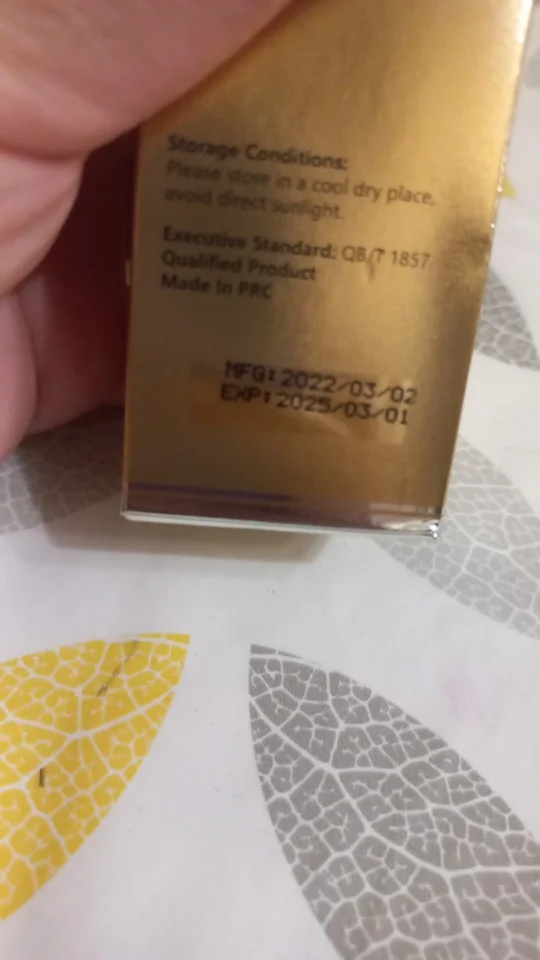 Storage Conditions:
Please store in a cool dry place,
avoid direct sunlight.
Executive Standard: QB/T 1857
Qualified Product
Made In PRC
MFG:2022/03/02
EXP:2025/03/01